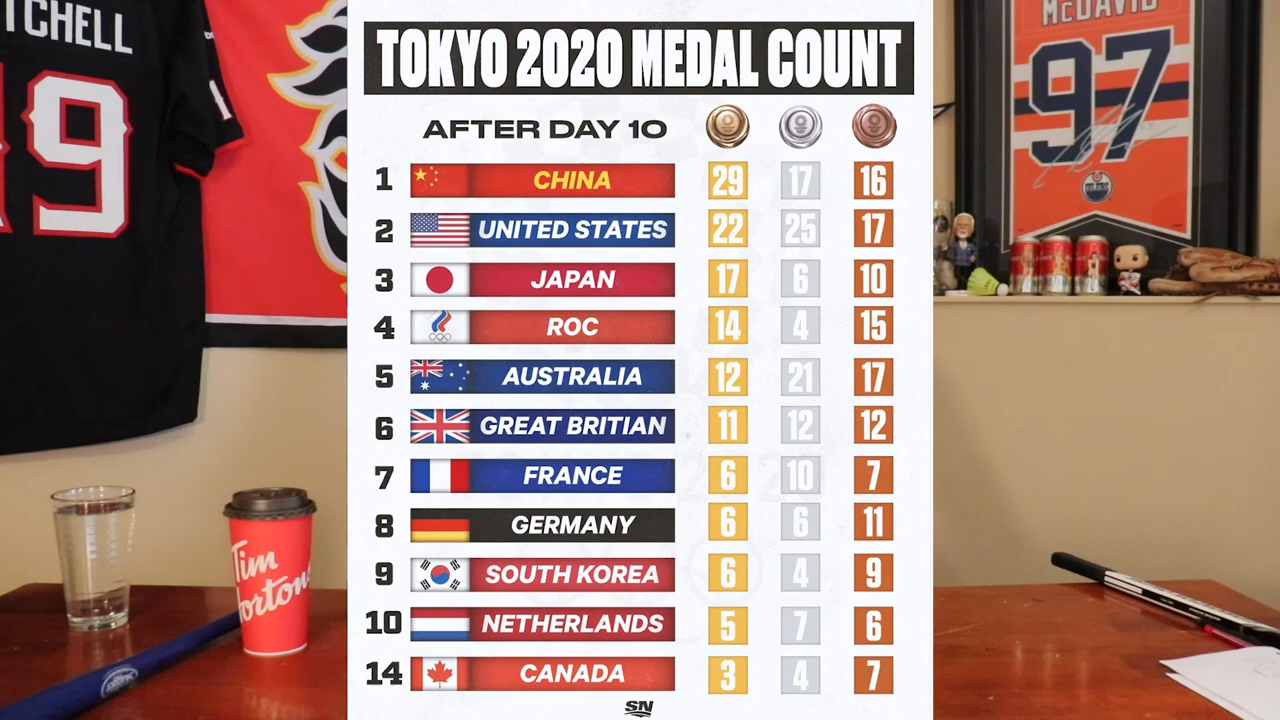 TCHELL
9
TOKYO 2020 MEDAL COUNT
AFTER DAY 10
1 CHINA 29 17 16
2 UNITED STATES 22 25 17
3 JAPAN 17 6 10
4 ROC 14 4 15
5 AUSTRALIA 12 21 17
6 GREAT BRITIAN 11 12 12
7 FRANCE 6 10 7
8 GERMANY 6 6 11
9 SOUTH KOREA 6 4 9
10 NETHERLANDS 5 7 6
14 CANADA 3 4 7
SN
Tim
ortons
McDAVID
97
OILERS